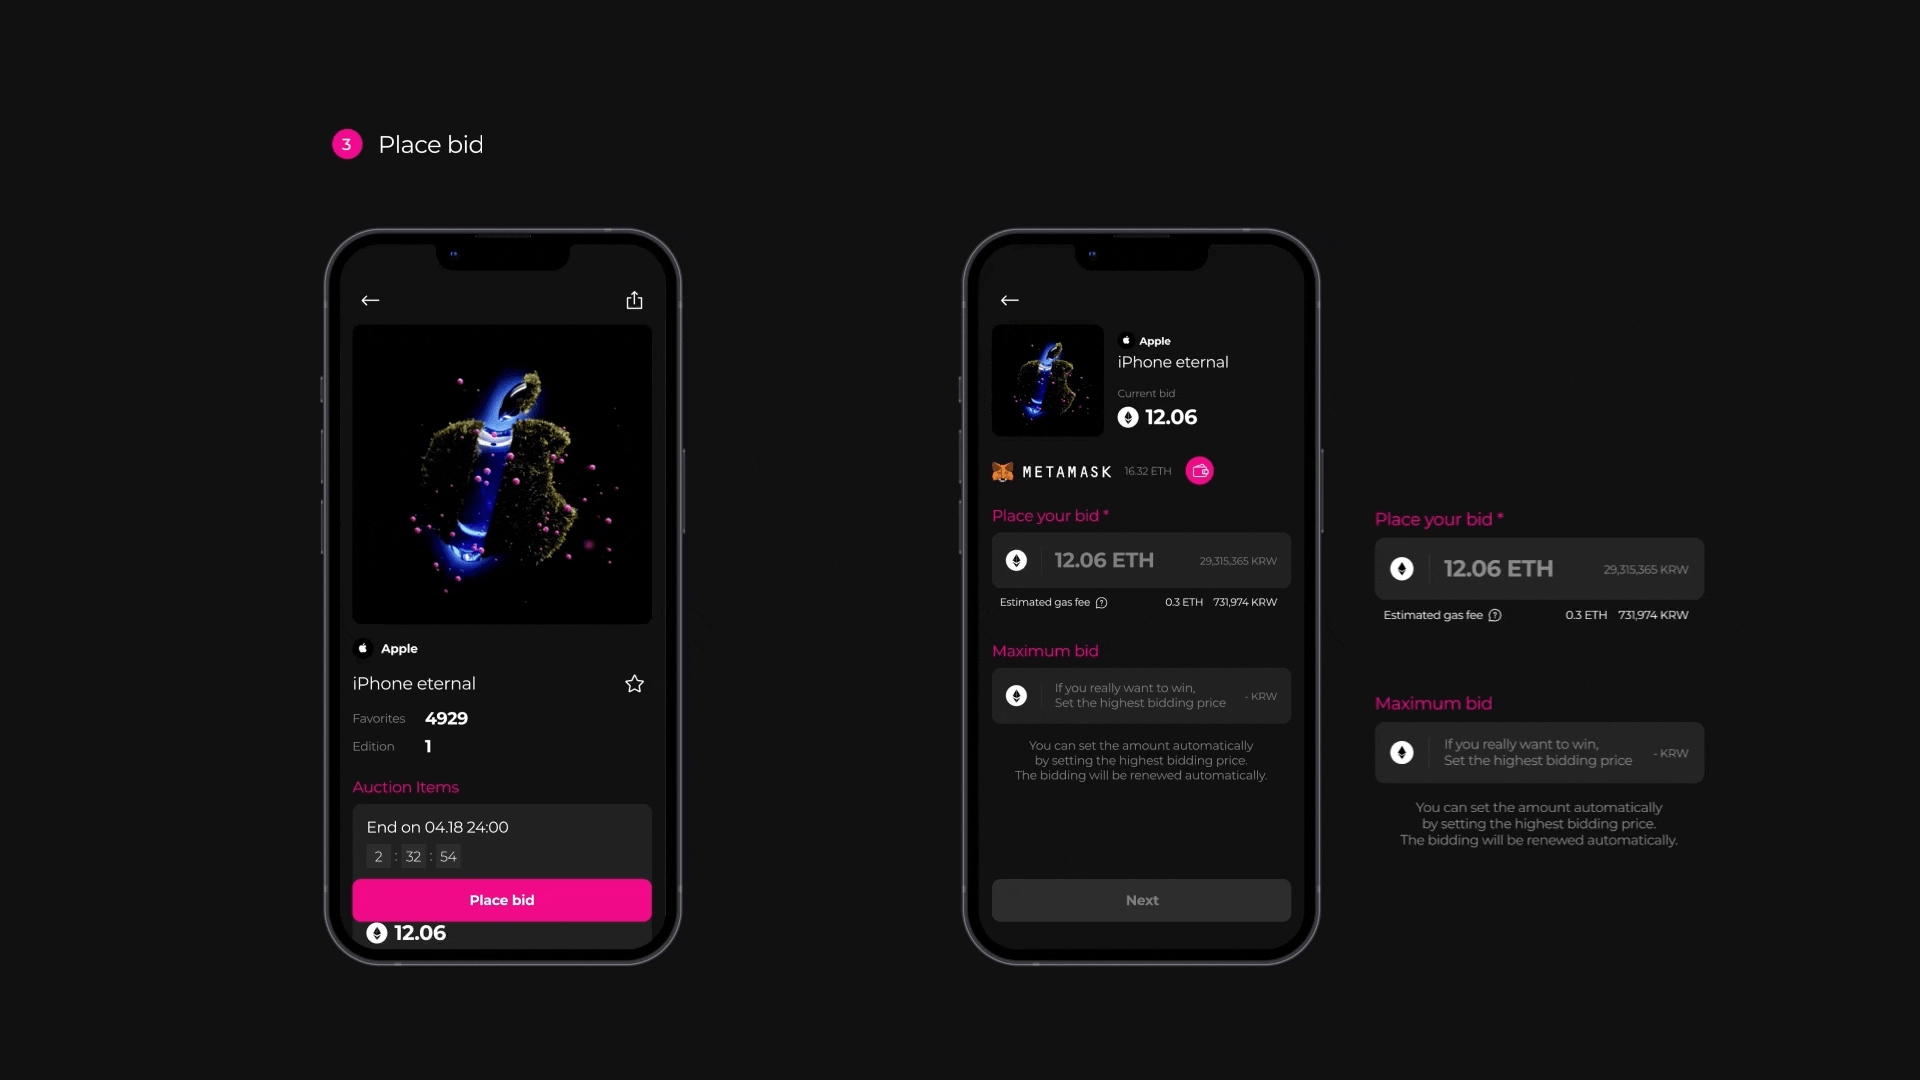 3 Place bid
Apple
iPhone eternal
Favorites 4929
Edition 1
Auction Items
End on 04.18 24:00
2 : 32 : 54
Place bid
12.06
Apple
iPhone eternal
Current bid
12.06
METAMASK 16.32 ETH
Place your bid *
12.06 ETH 29,315,365 KRW
Estimated gas fee ? 0.3 ETH 731,974 KRW
Maximum bid
If you really want to win,
Set the highest bidding price - KRW
You can set the amount automatically
by setting the highest bidding price.
The bidding will be renewed automatically.
Next
Place your bid *
12.06 ETH 29,315,365 KRW
Estimated gas fee ? 0.3 ETH 731,974 KRW
Maximum bid
If you really want to win,
Set the highest bidding price - KRW
You can set the amount automatically
by setting the highest bidding price.
The bidding will be renewed automatically.